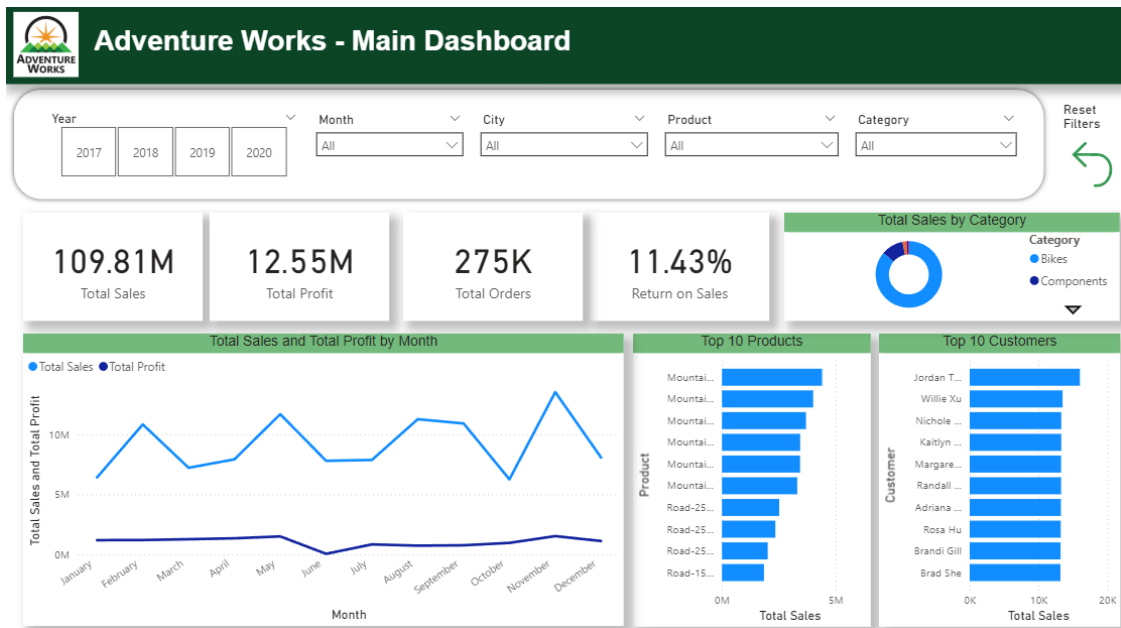 ADVENTURE
WORKS
Adventure Works - Main Dashboard
Year
2017
2018
2019
2020
Month
All
City
All
Product
All
Category
All
Reset
Filters
109.81M
Total Sales
12.55M
Total Profit
275K
Total Orders
11.43%
Return on Sales
Total Sales by Category
Category
Bikes
Components
Total Sales and Total Profit by Month
Total Sales
Total Profit
Total Sales and Total Profit
10M
5M
0M
January
February
March
April
May
June
July
August
September
October
November
December
Month
Top 10 Products
Product
Mountai...
Mountai...
Mountai...
Mountai...
Mountai...
Mountai...
Road-25...
Road-25...
Road-25...
Road-15...
0M
5M
Total Sales
Top 10 Customers
Customer
Jordan T...
Willie Xu
Nichole ...
Kaitlyn ...
Margare...
Randall ...
Adriana ...
Rosa Hu
Brandi Gill
Brad She
0K
10K
20K
Total Sales